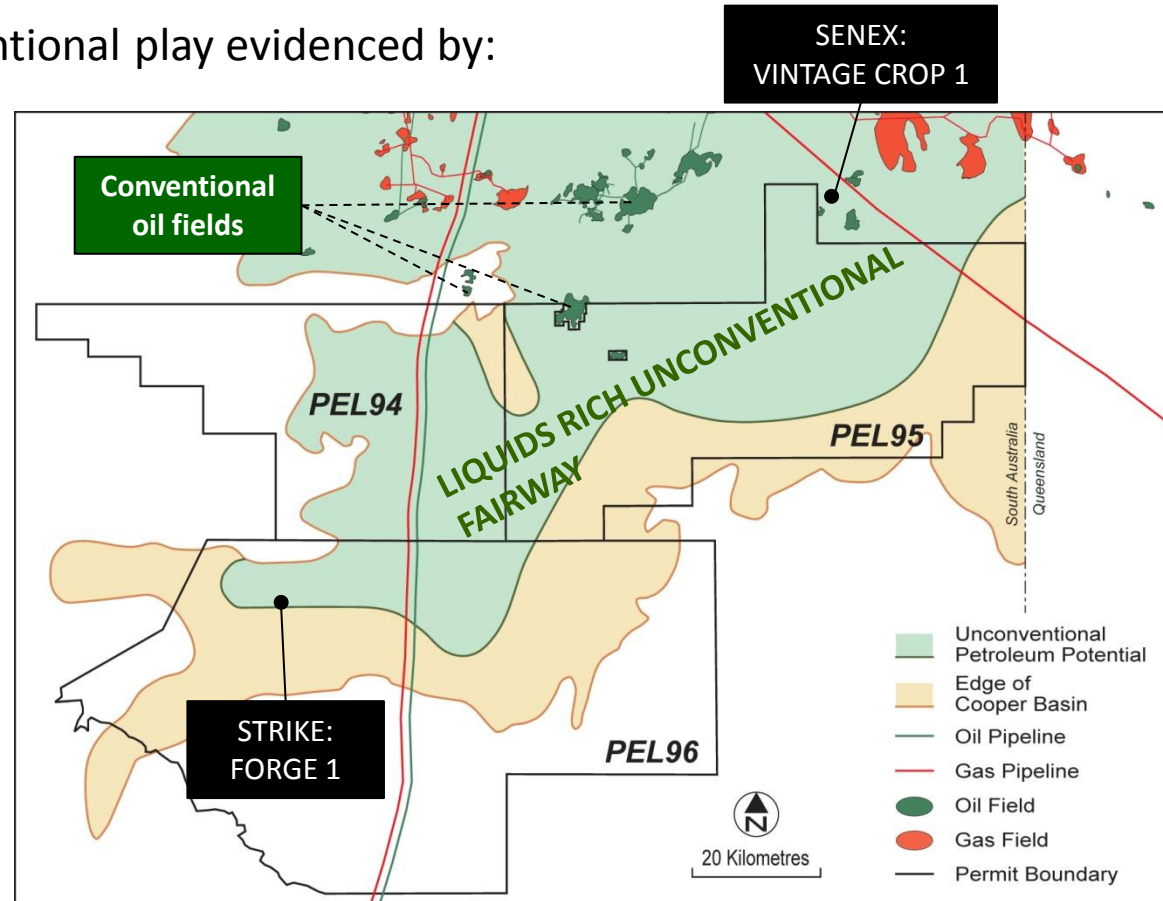 ntional play evidenced by:
SENEX:
VINTAGE CROP 1
Conventional
oil fields
LIQUIDS RICH UNCONVENTIONAL
FAIRWAY
PEL94
PEL95
South Australia
Queensland
STRIKE:
FORGE 1
PEL96
N
20 Kilometres
Unconventional
Petroleum Potential
Edge of
Cooper Basin
Oil Pipeline
Gas Pipeline
Oil Field
Gas Field
Permit Boundary